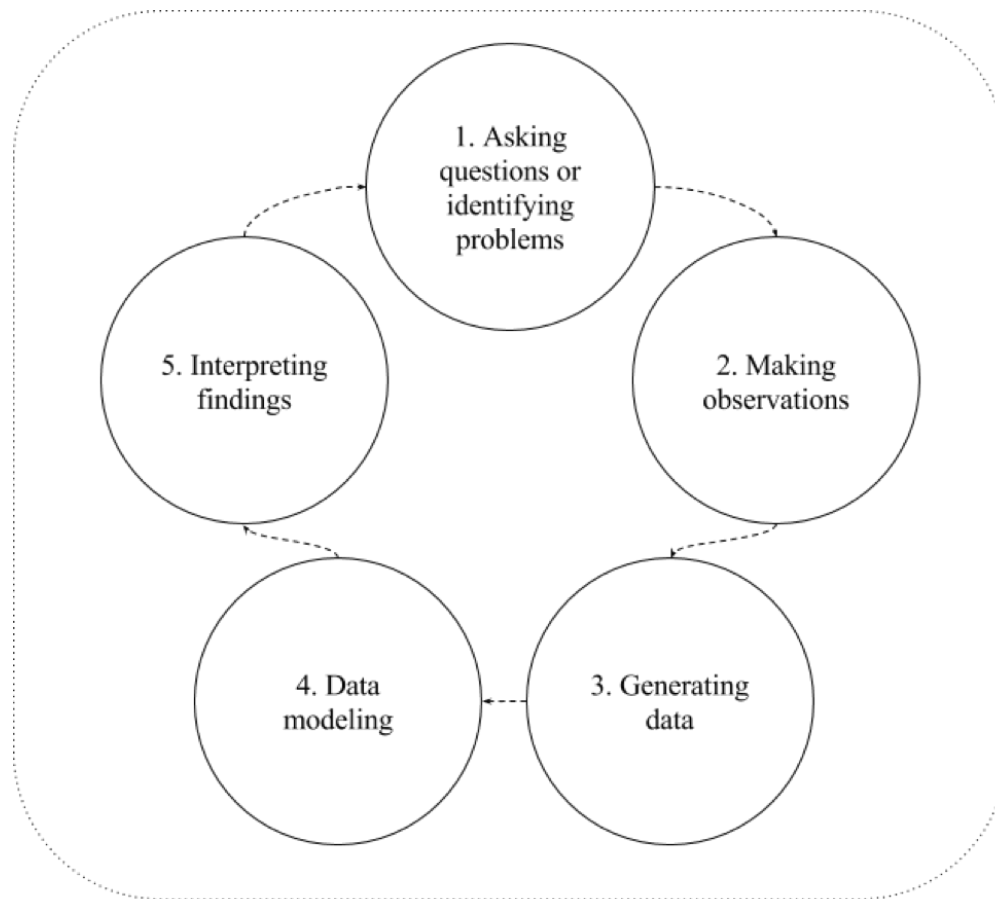 1. Asking
questions or
identifying
problems
2. Making
observations
3. Generating
data
4. Data
modeling
5. Interpreting
findings